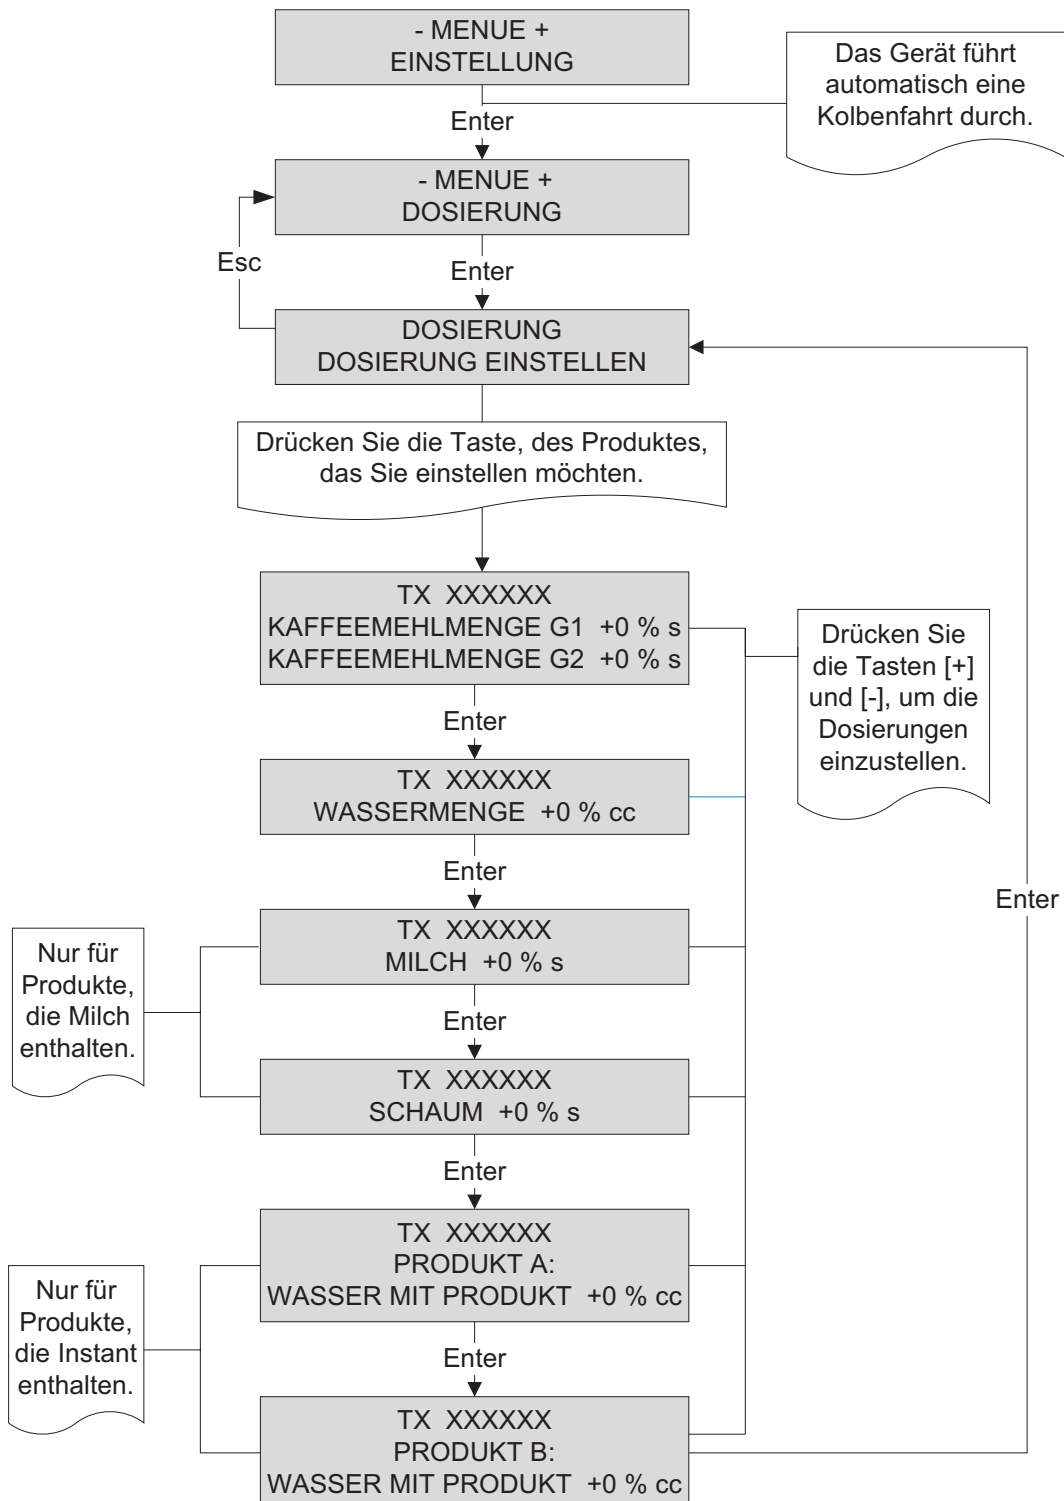 - MENUE +
EINSTELLUNG
Das Gerät führt
automatisch eine
Kolbenfahrt durch.
Enter
- MENUE +
DOSIERUNG
Esc
Enter
DOSIERUNG
DOSIERUNG EINSTELLEN
Drücken Sie die Taste, des Produktes,
das Sie einstellen möchten.
TX XXXXXX
KAFFEEMEHLMENGE G1 +0 % s
KAFFEEMEHLMENGE G2 +0 % s
Drücken Sie
die Tasten [+]
und [-], um die
Dosierungen
einzustellen.
Enter
TX XXXXXX
WASSERMENGE +0 % cc
Enter
Enter
TX XXXXXX
MILCH +0 % s
Nur für
Produkte,
die Milch
enthalten.
Enter
TX XXXXXX
SCHAUM +0 % s
Enter
TX XXXXXX
PRODUKT A:
WASSER MIT PRODUKT +0 % cc
Nur für
Produkte,
die Instant
enthalten.
Enter
TX XXXXXX
PRODUKT B:
WASSER MIT PRODUKT +0 % cc